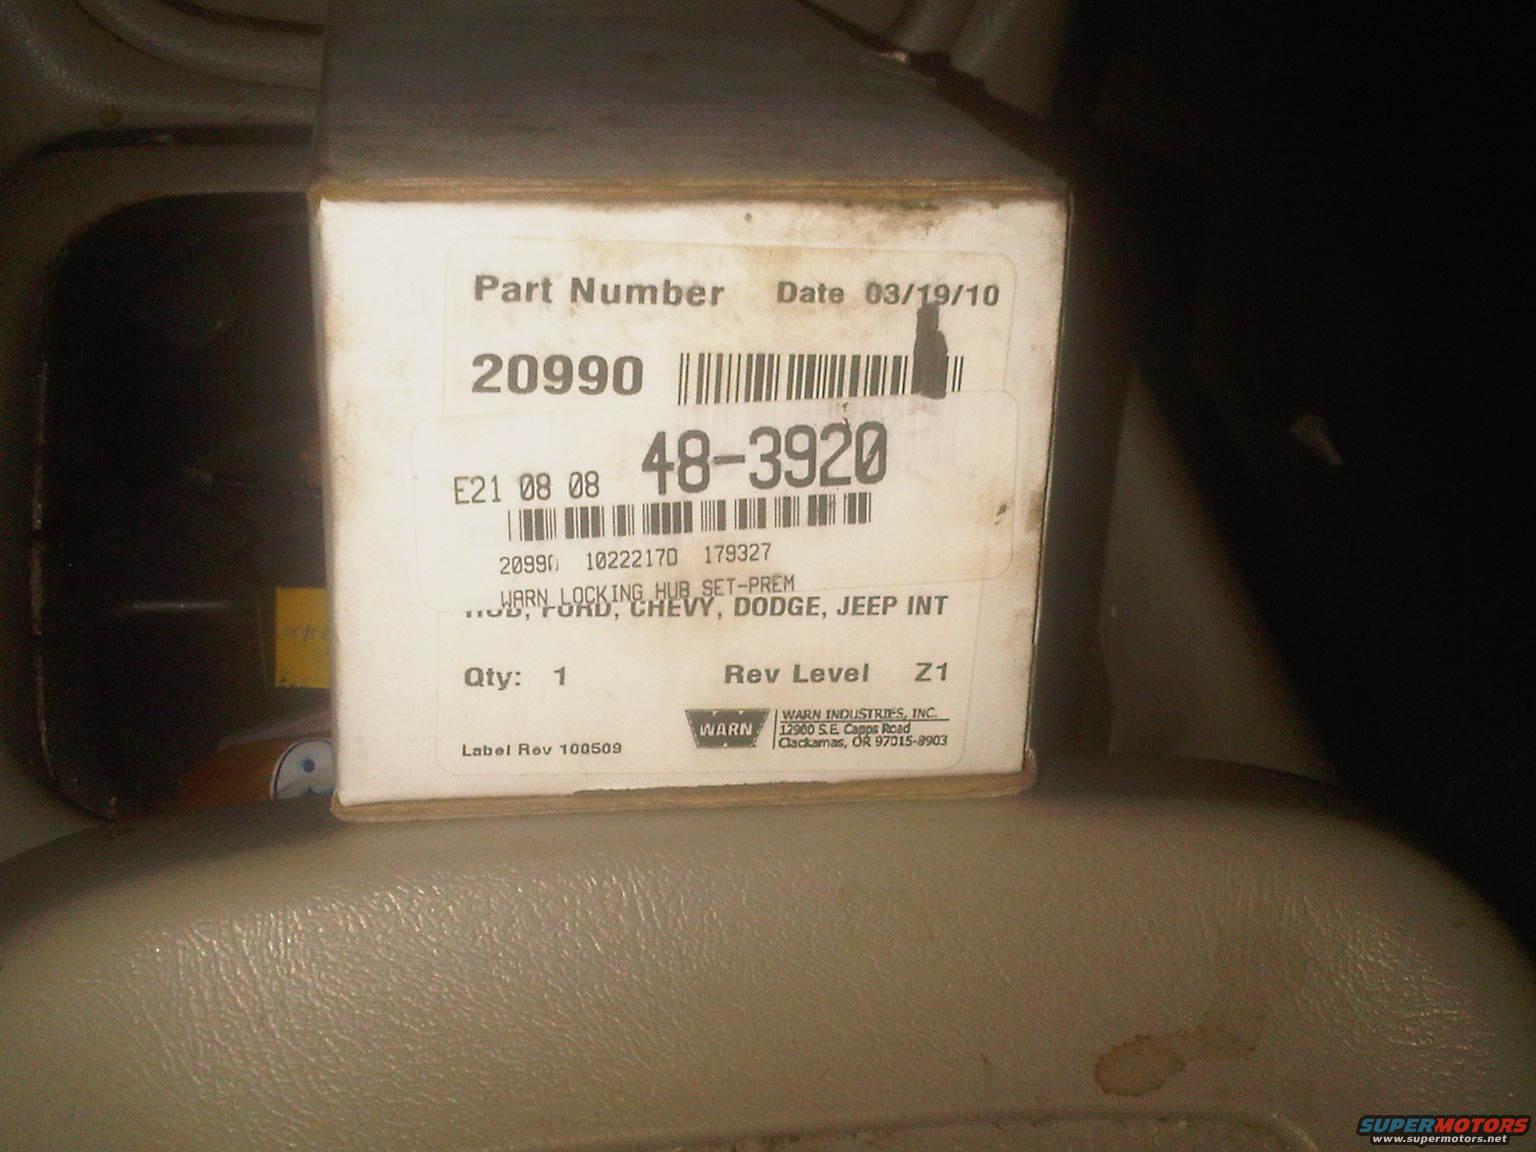 Part Number Date 03/19/10
20990
48-3920
E21 08 08
20990 1022217D 179327
WARN LOCKING HUB SET-PREM
HUB, FORD, CHEVY, DODGE, JEEP INT
Qty: 1 Rev Level Z1
WARN
WARN INDUSTRIES, INC.
12900 S.E. Capps Road
Clackamas, OR 97015-8903
Label Rev 100509
SUPERMOTORS
www.supermotors.net